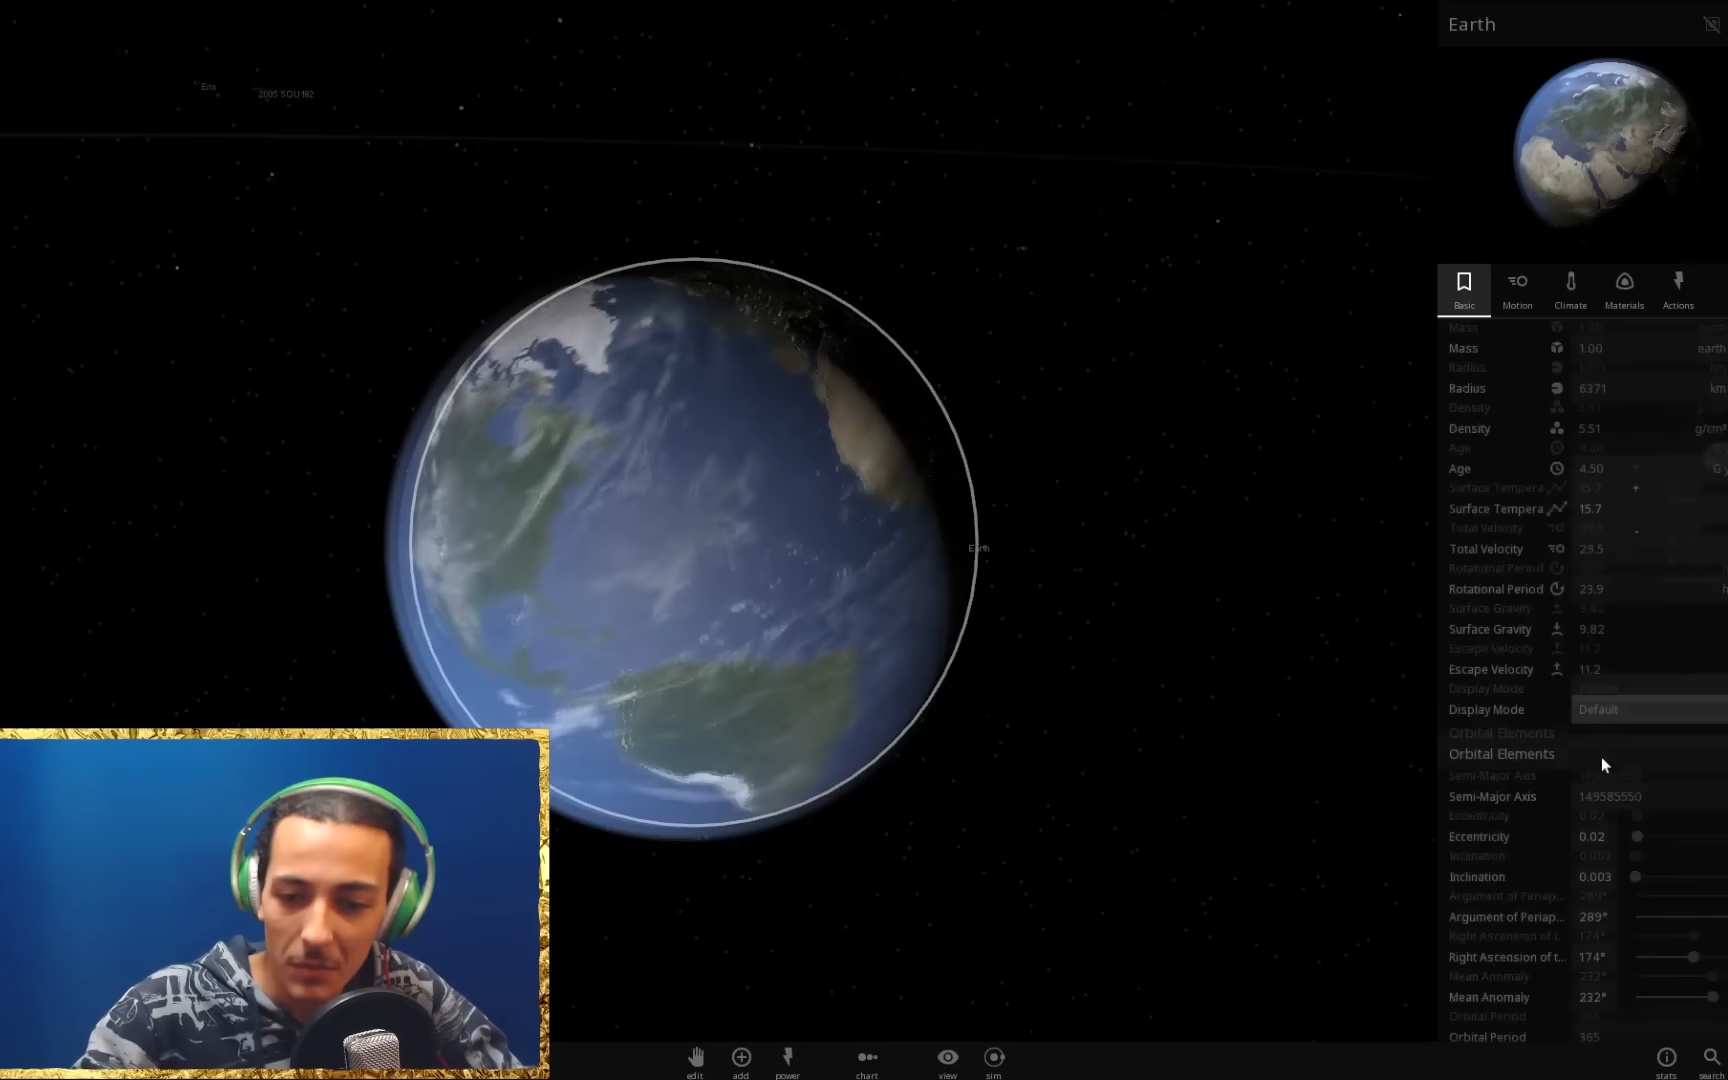 Earth
Eris
2005 SOU182
Basic
Motion
Climate
Materials
Actions
Mass 1.00 earth
Radius 6371 km
Density 5.51 g/cm³
Age 4.50 G
Surface Tempera 15.7
Total Velocity 29.5
Rotational Period 23.9 h
Surface Gravity 9.82
Escape Velocity 11.2
Display Mode Default
Orbital Elements
Semi-Major Axis 149585550
Eccentricity 0.02
Inclination 0.003
Argument of Periap... 289°
Right Ascension of t... 174°
Mean Anomaly 232°
Orbital Period 365
Earth
edit
add
power
chart
view
sim
stats
search